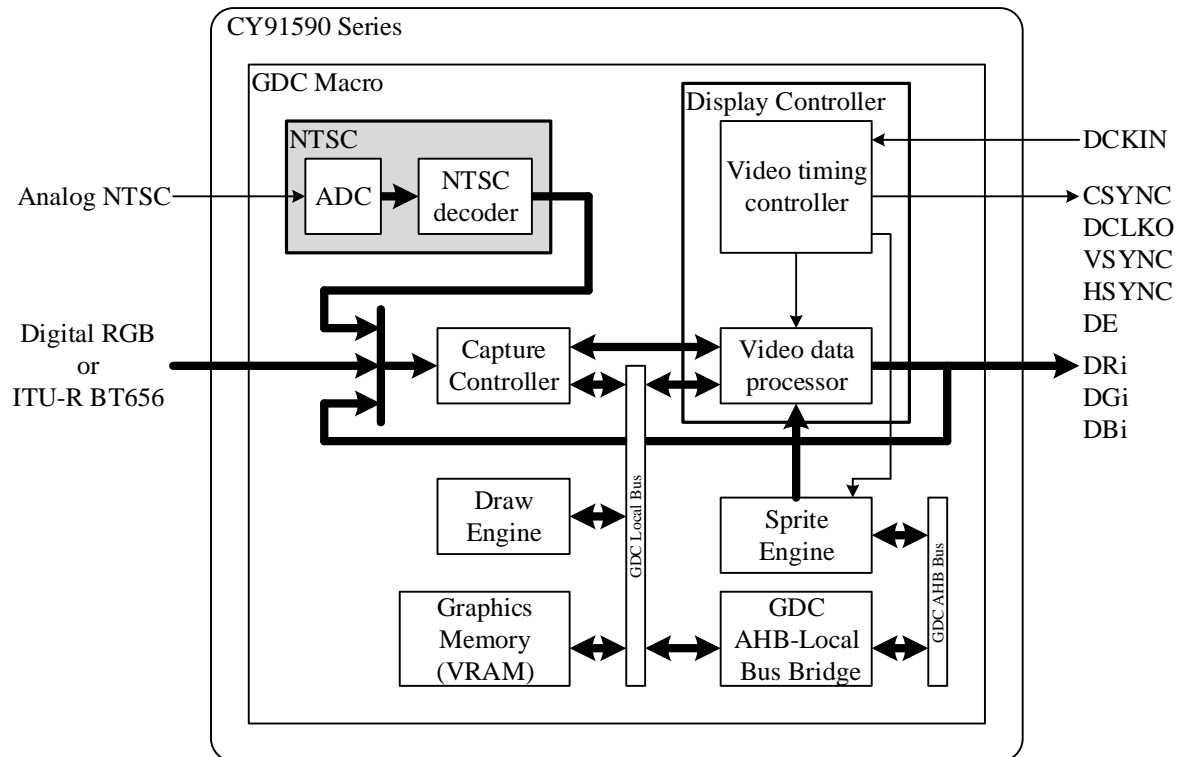 CY91590 Series
GDC Macro
NTSC
ADC
NTSC
decoder
Display Controller
Video timing
controller
DCKIN
Analog NTSC
CSYNC
DCLKO
VSYNC
HSYNC
DE
Digital RGB
or
ITU-R BT656
Capture
Controller
Video data
processor
DRi
DGi
DBi
Draw
Engine
GDC Local Bus
Sprite
Engine
GDC AHB Bus
Graphics
Memory
(VRAM)
GDC
AHB-Local
Bus Bridge